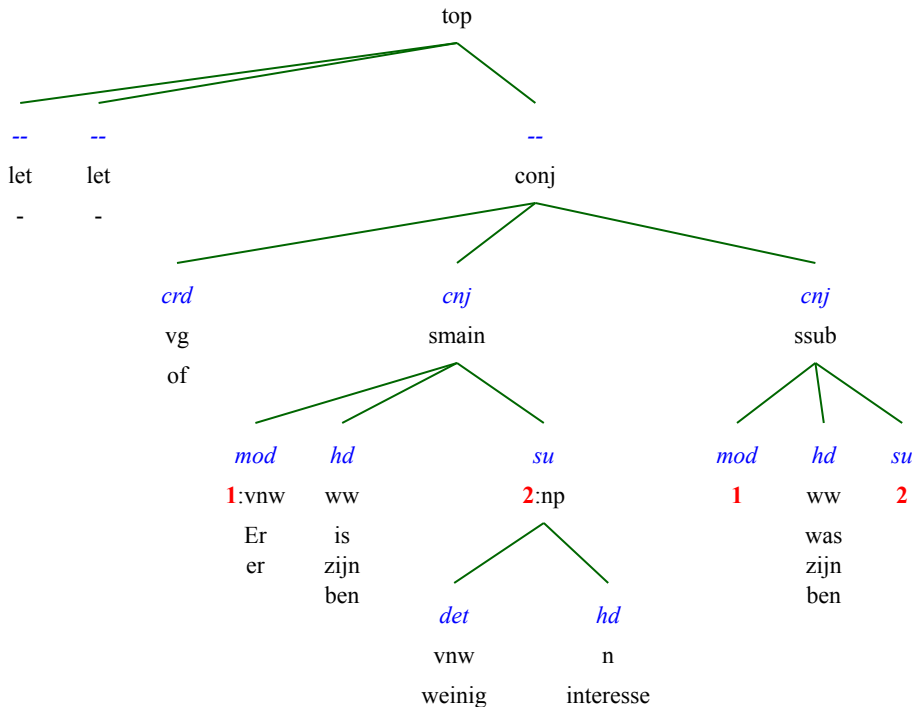 top
-- -- --
let let conj
- -
crd cnj cnj
vg smain ssub
of
mod hd su mod hd su
1:vnw ww 2:np 1 ww 2
Er is was
er zijn zijn
ben ben
det hd
vnw n
weinig interesse